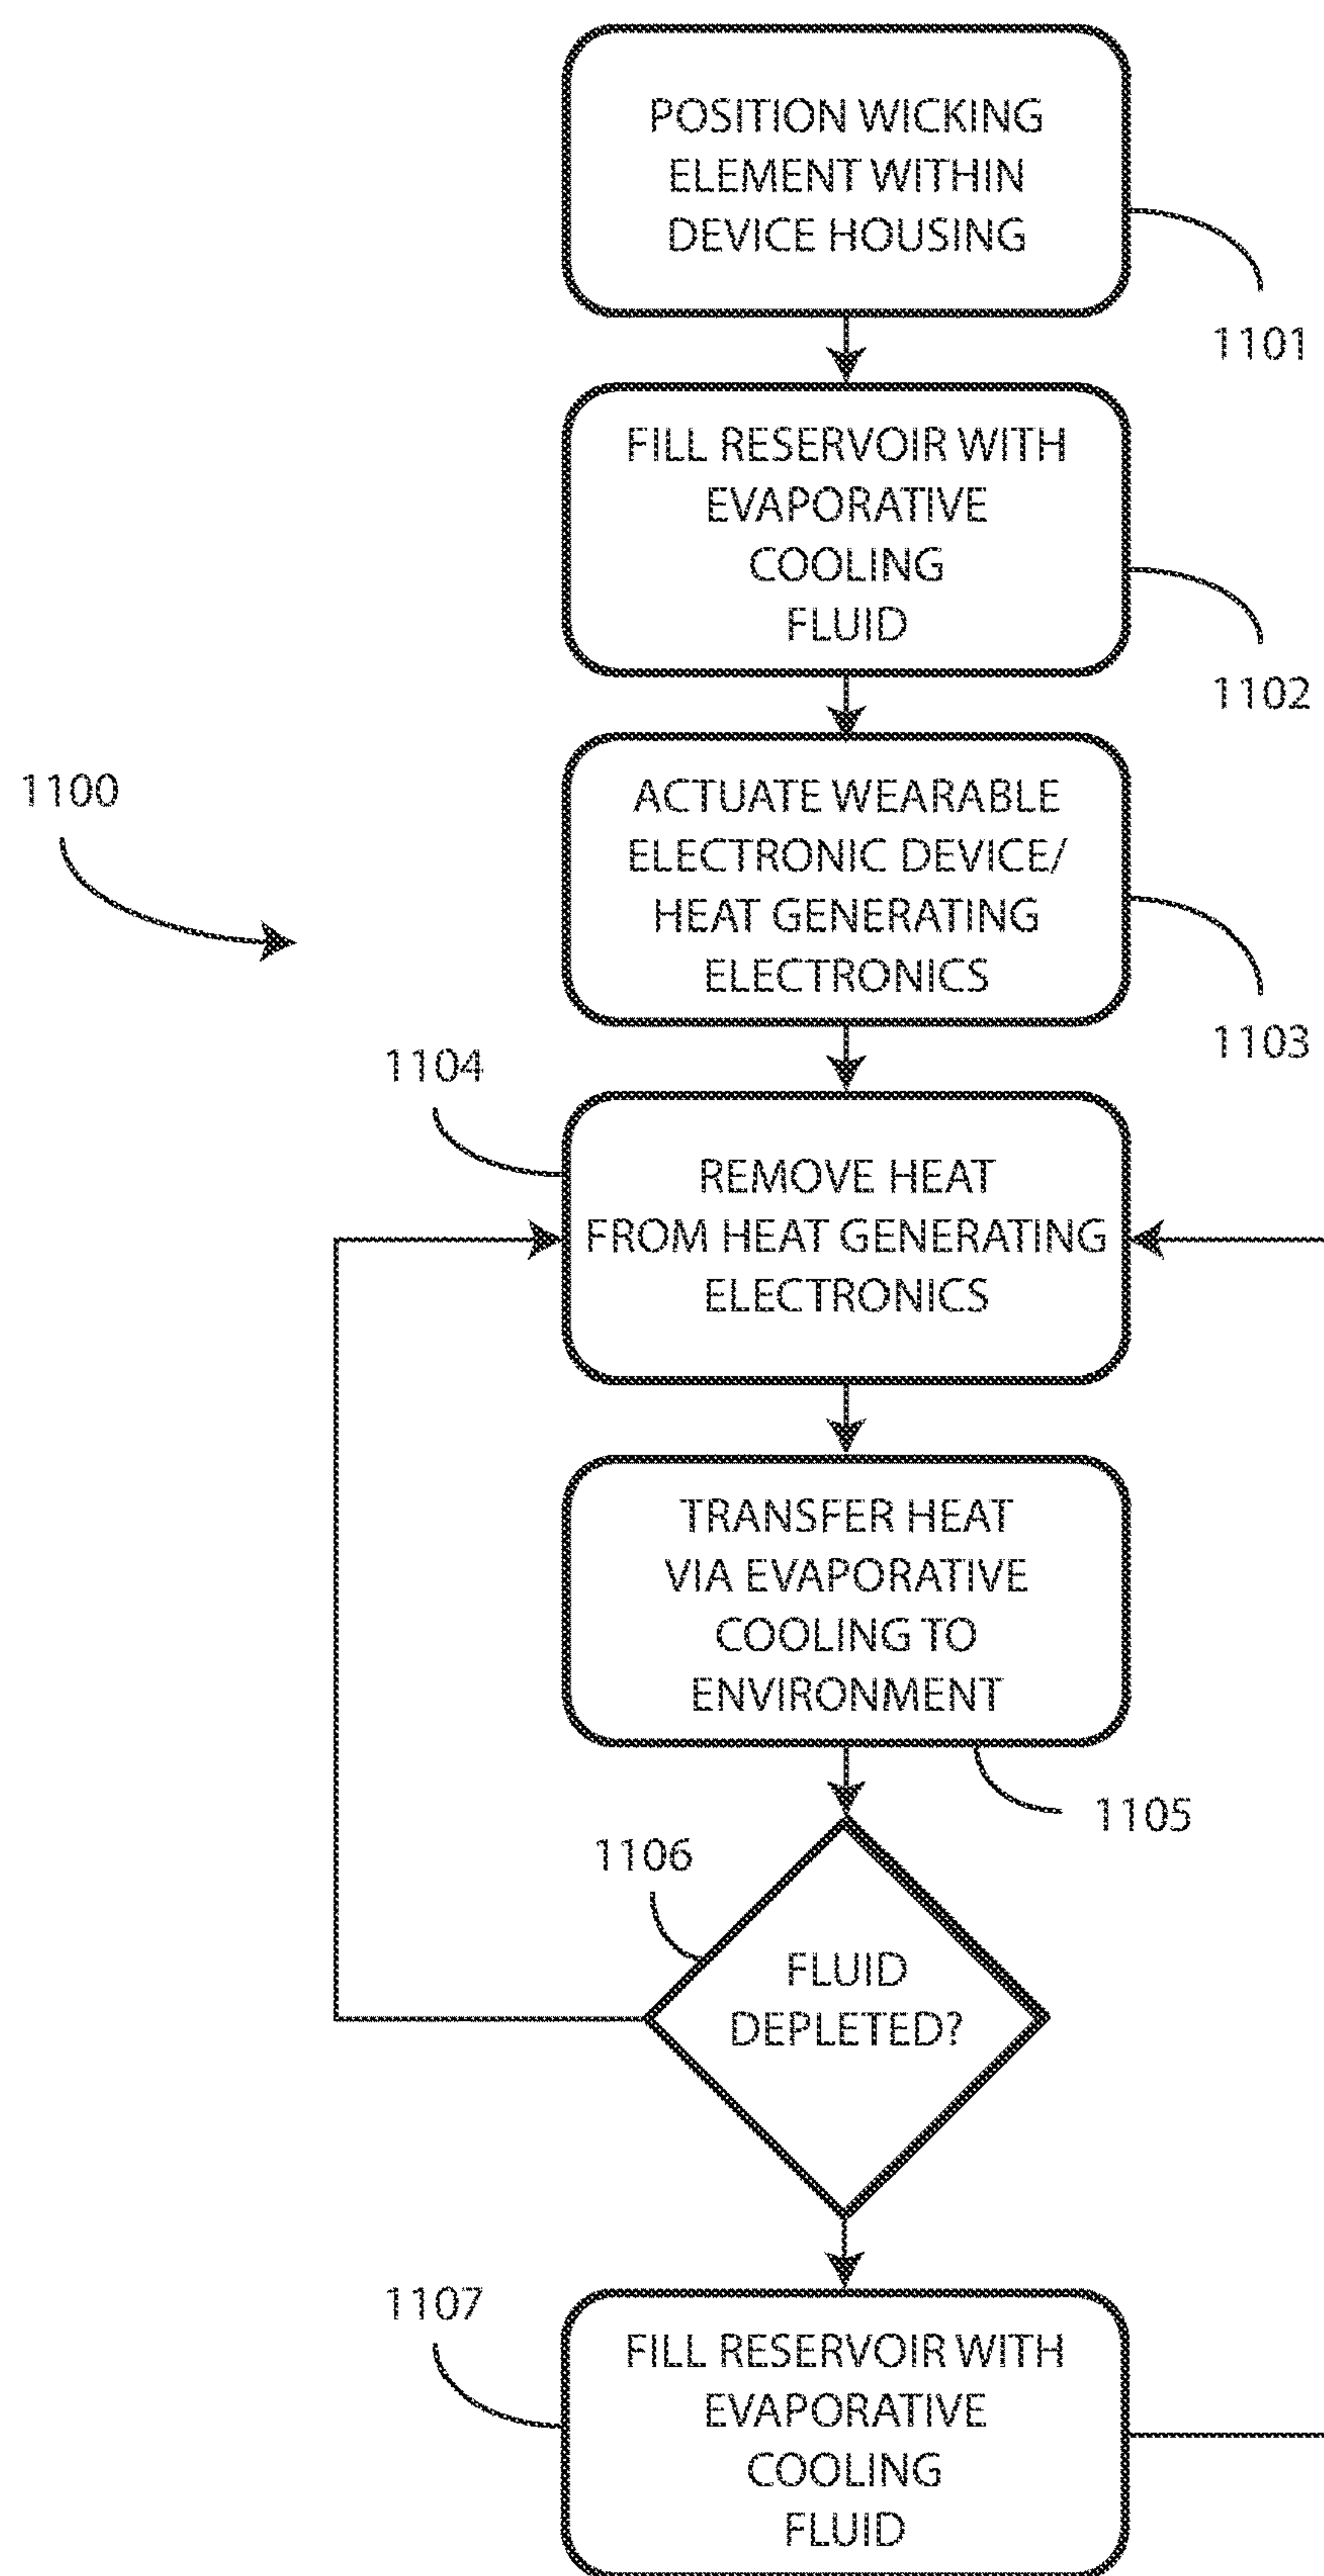 POSITION WICKING
ELEMENT WITHIN
DEVICE HOUSING
1101
FILL RESERVOIR WITH
EVAPORATIVE
COOLING
FLUID
1102
1100
ACTUATE WEARABLE
ELECTRONIC DEVICE/
HEAT GENERATING
ELECTRONICS
1103
1104
REMOVE HEAT
FROM HEAT GENERATING
ELECTRONICS
TRANSFER HEAT
VIA EVAPORATIVE
COOLING TO
ENVIRONMENT
1105
1106
FLUID
DEPLETED?
1107
FILL RESERVOIR WITH
EVAPORATIVE
COOLING
FLUID